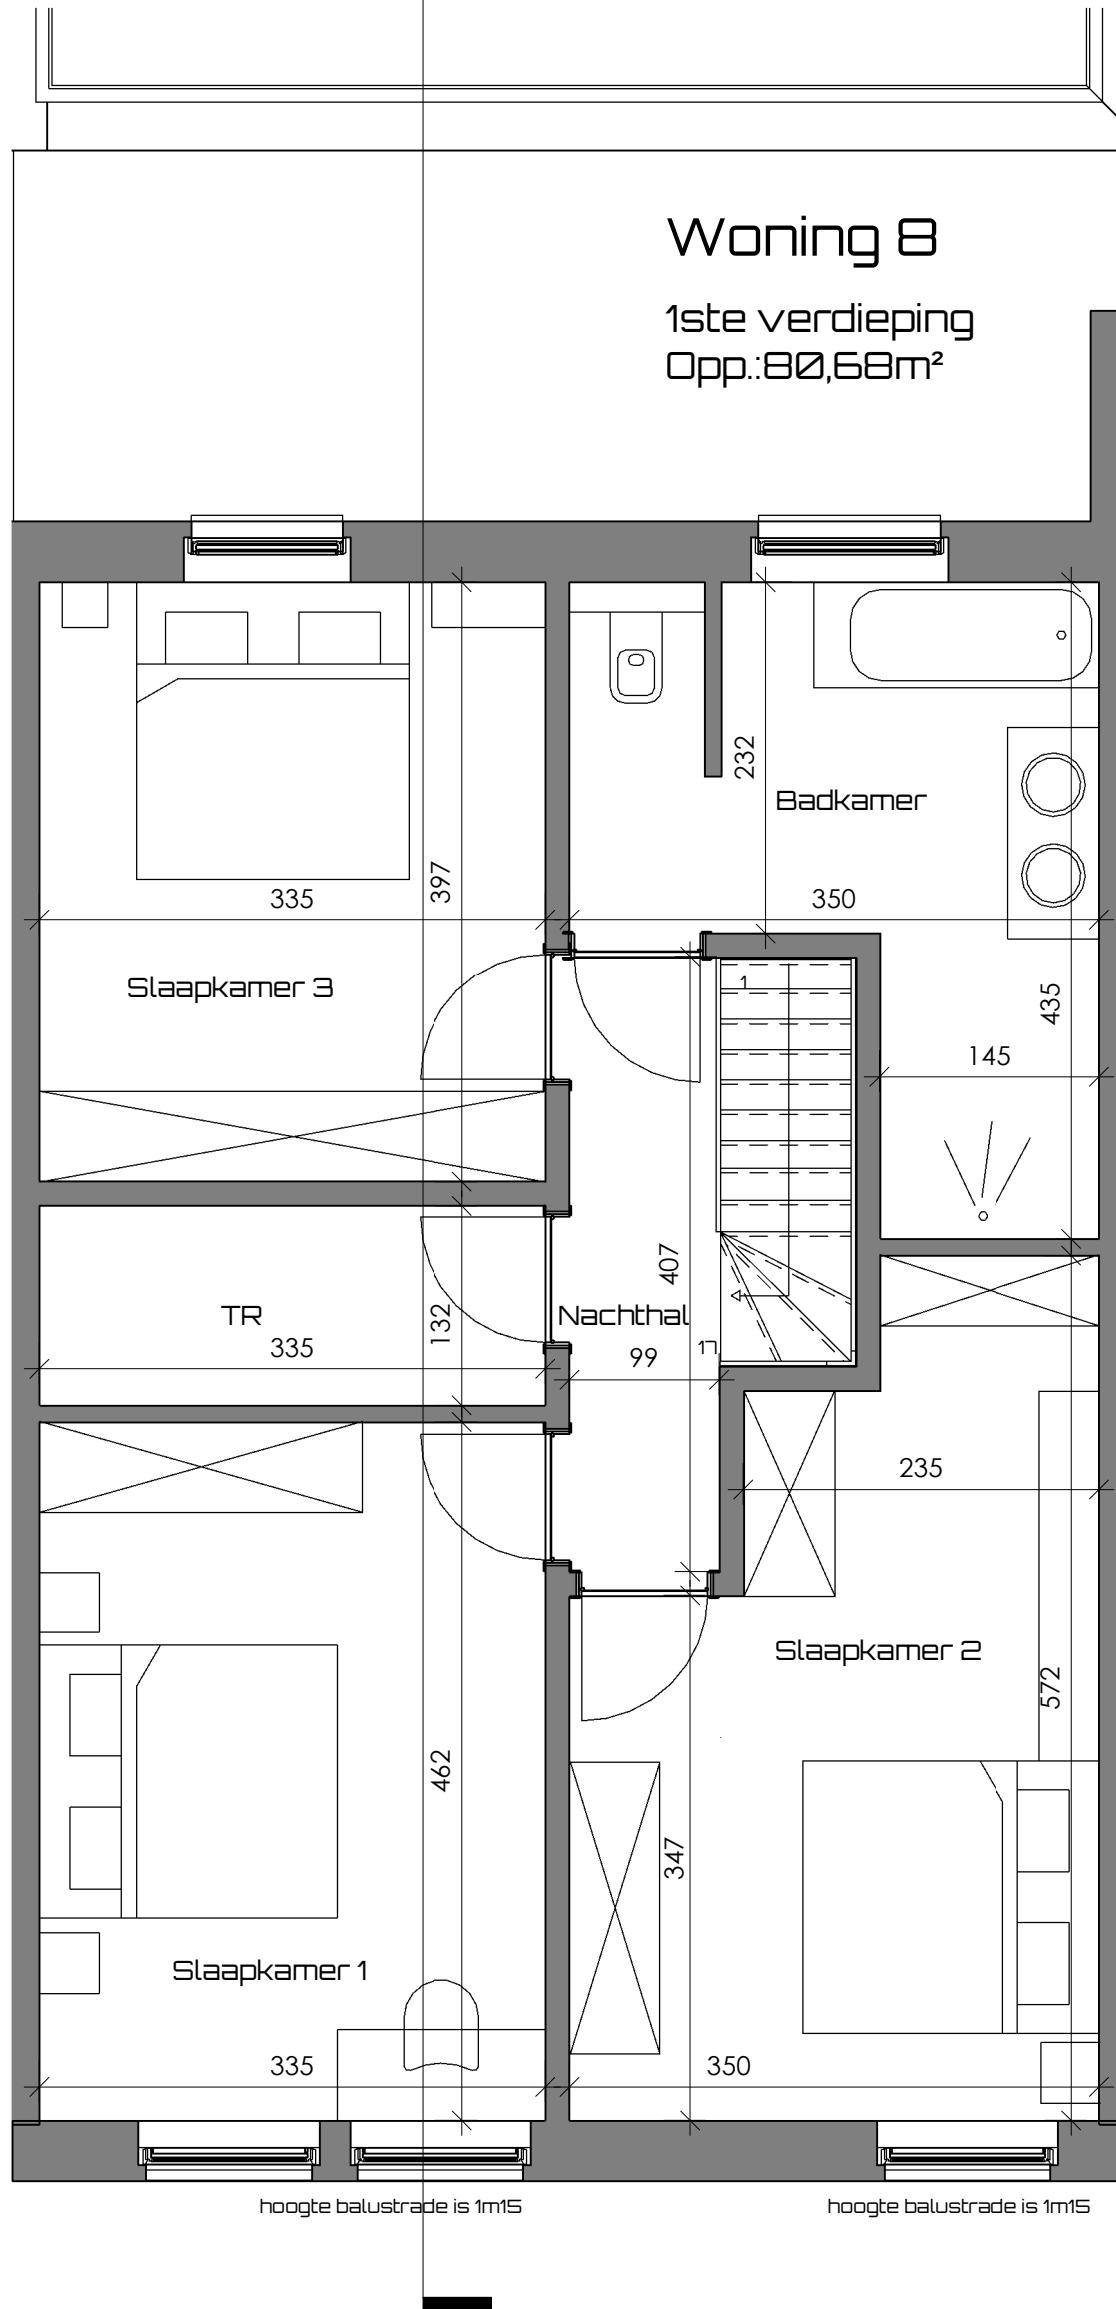 Woning 8
1ste verdieping
Opp.:80,68m²
232
Badkamer
397
335
350
Slaapkamer 3
1
435
145
407
TR
132
Nachthal
335
99
17
235
Slaapkamer 2
572
462
347
Slaapkamer 1
335
350
hoogte balustrade is 1m15
hoogte balustrade is 1m15